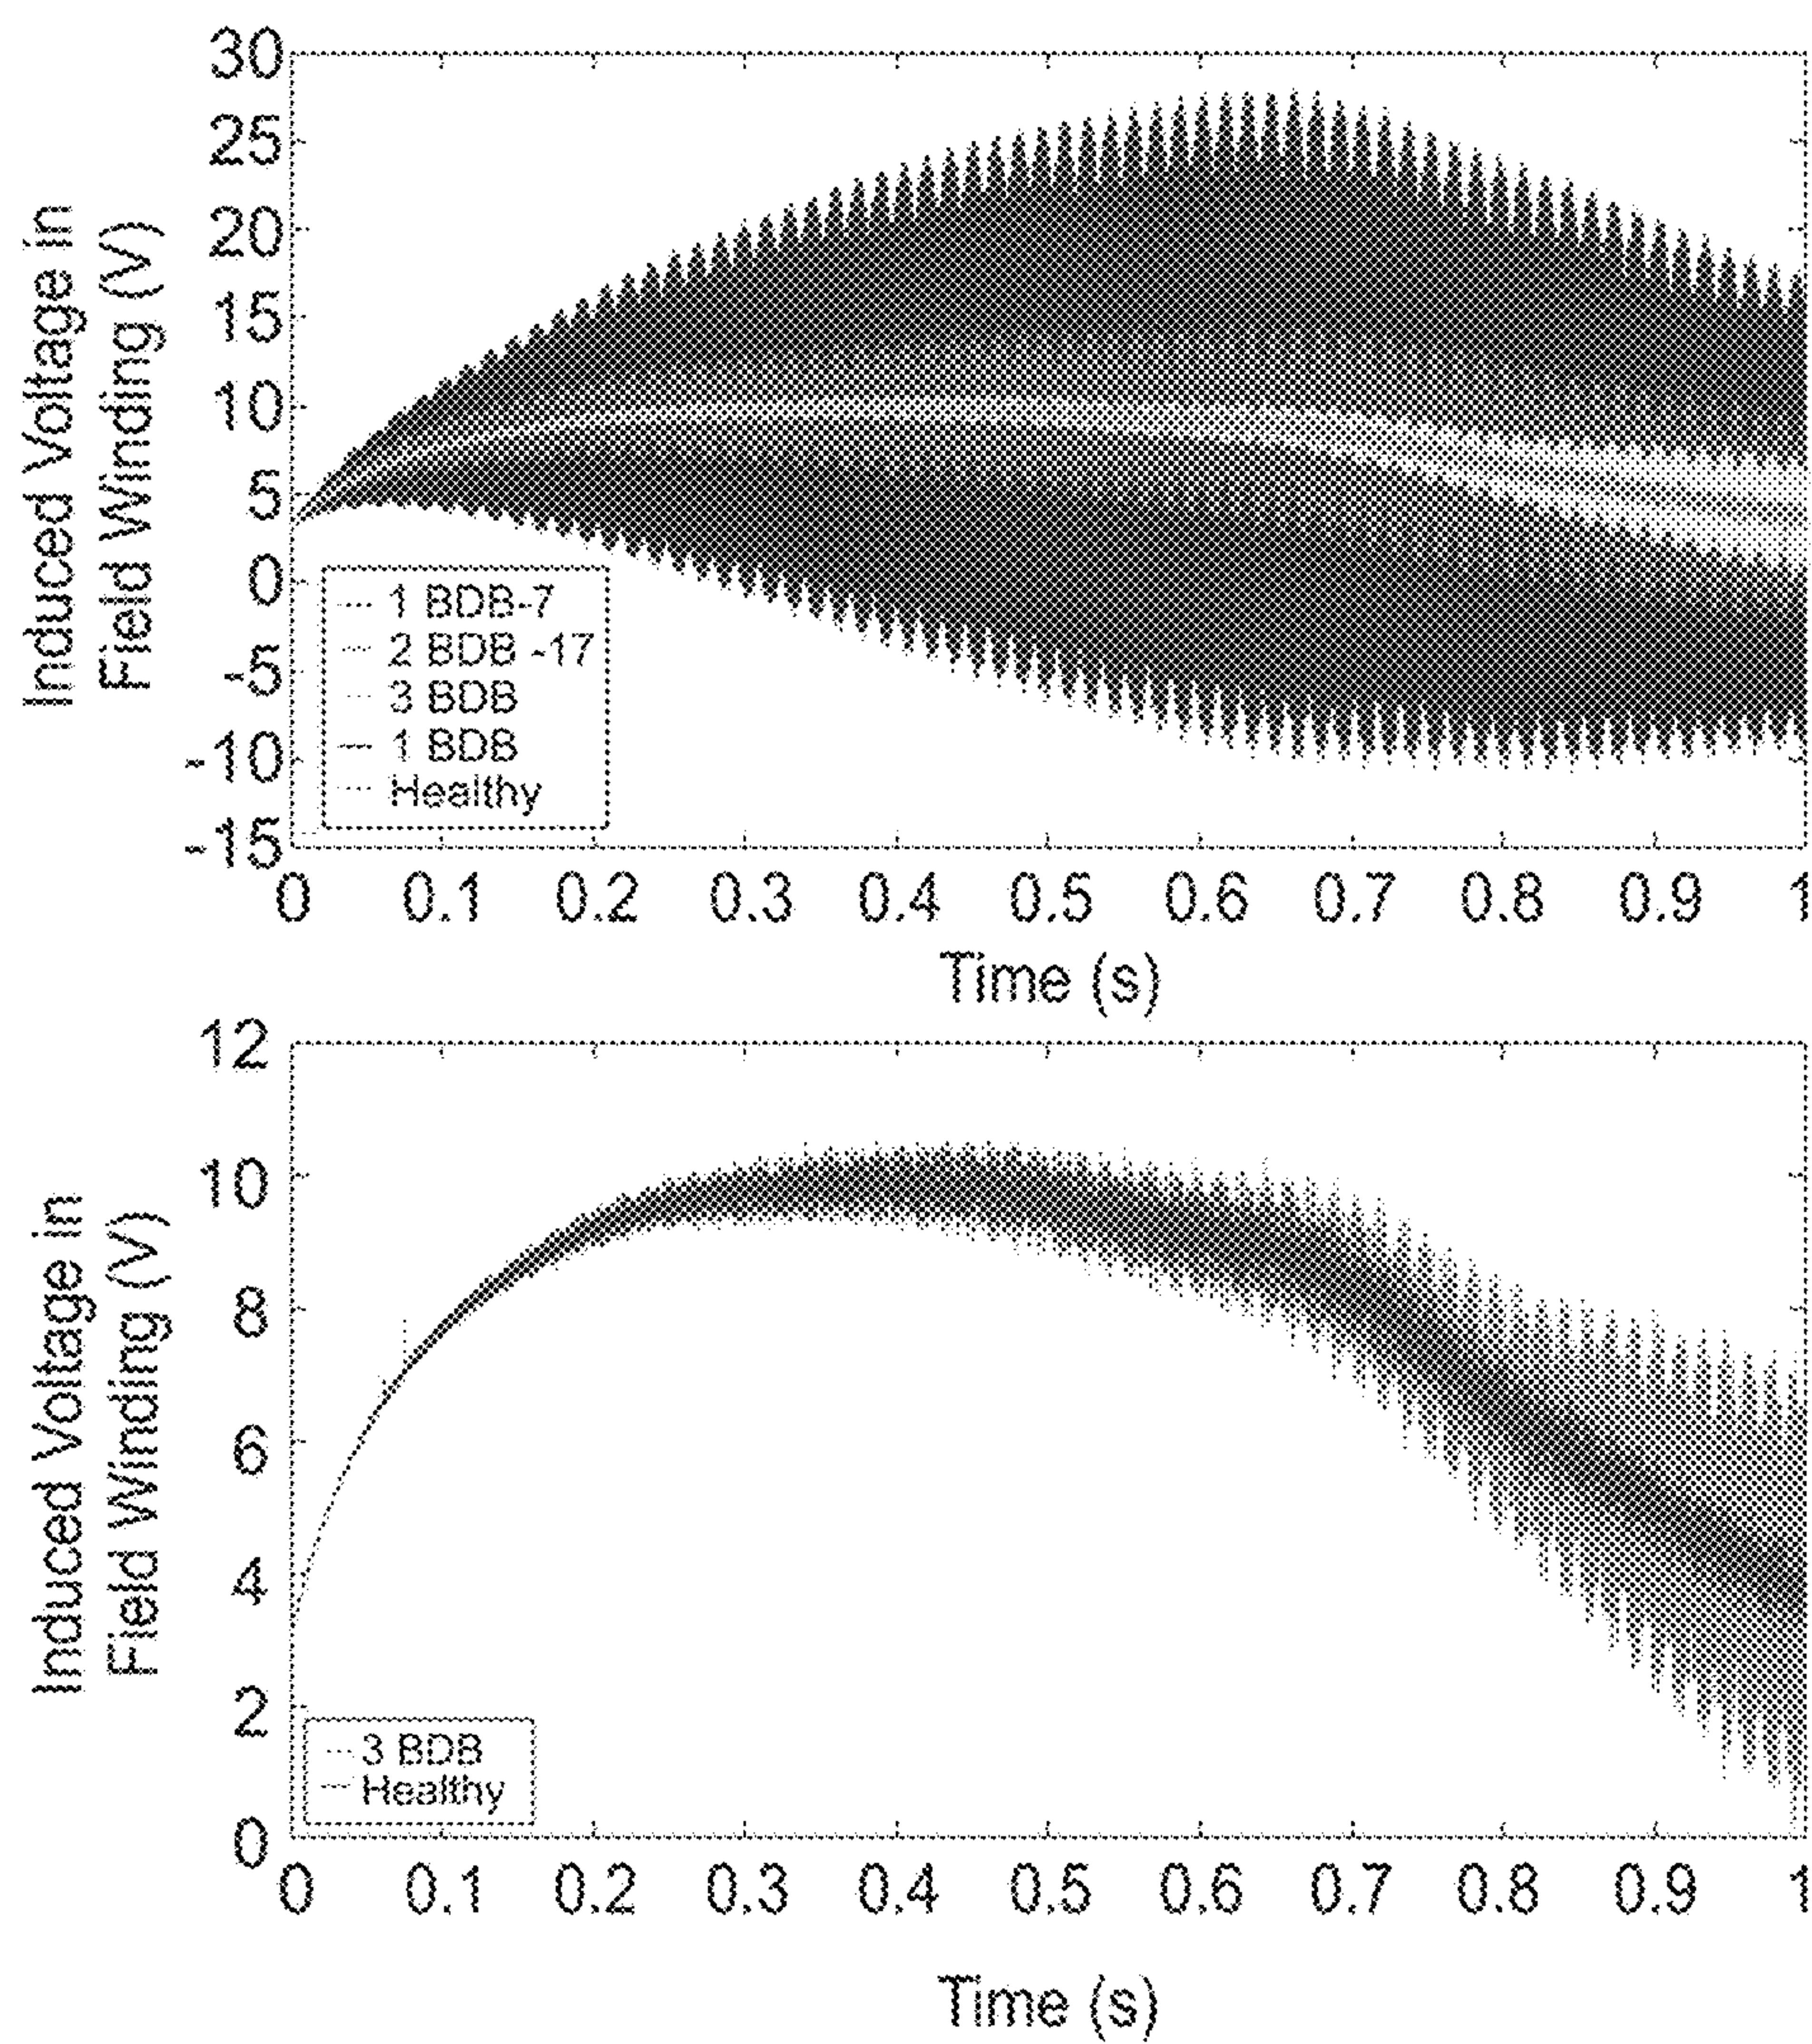 Induced Voltage in
Field Winding (V)
30
25
20
15
10
5
0
-5
-10
-15
1 BDB-7
2 BDB -17
3 BDB
1 BDB
Healthy
0 0.1 0.2 0.3 0.4 0.5 0.6 0.7 0.8 0.9 1
Time (s)
Induced Voltage in
Field Winding (V)
12
10
8
6
4
2
0
3 BDB
Healthy
0 0.1 0.2 0.3 0.4 0.5 0.6 0.7 0.8 0.9 1
Time (s)